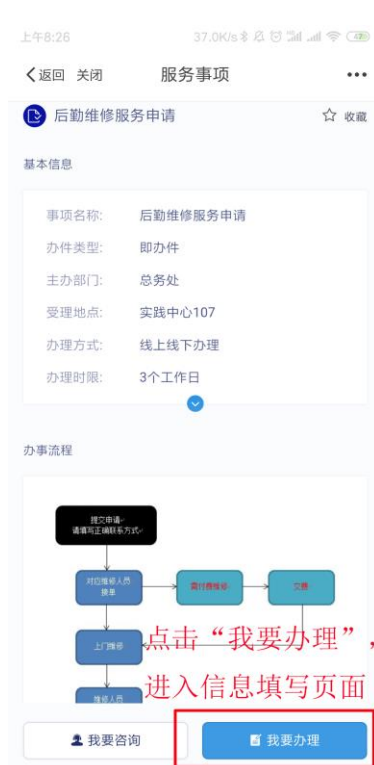 上午8:26 37.0K/s
返回 关闭 服务事项
后勤维修服务申请 收藏
基本信息
事项名称: 后勤维修服务申请
办件类型: 即办件
主办部门: 总务处
受理地点: 实践中心107
办理方式: 线上线下办理
办理时限: 3个工作日
办事流程
提交申请
请填写正确联系方式
对应维修人员
接单
需付费维修
交费
上门维修
点击“我要办理”,
进入信息填写页面
维修人员
我要咨询 我要办理